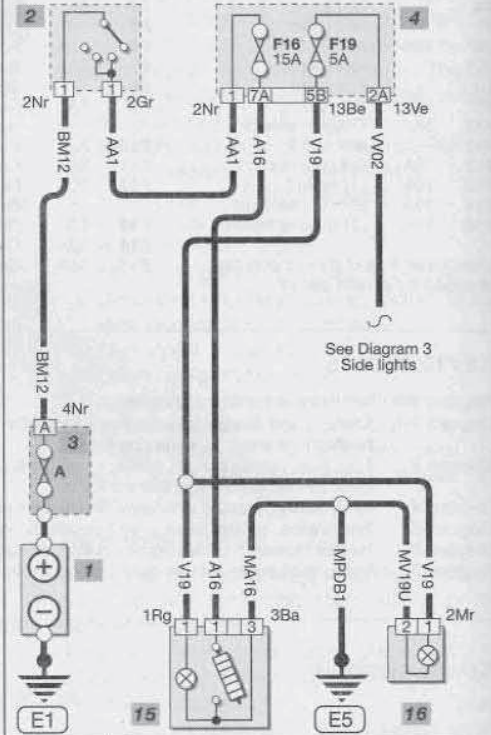 2
4
F16
15A
F19
5A
1
1
1
7A
5B
2A
2Nr
2Gr
2Nr
13Be
13Ve
BM12
AA1
AA1
A16
V19
VV02
See Diagram 3
Side lights
BM12
4Nr
A
3
A
+
1
−
V19
A16
MA16
MPDB1
MV19U
V19
1Rg
1
1
3
3Ba
2
1
2Mr
E1
15
E5
16